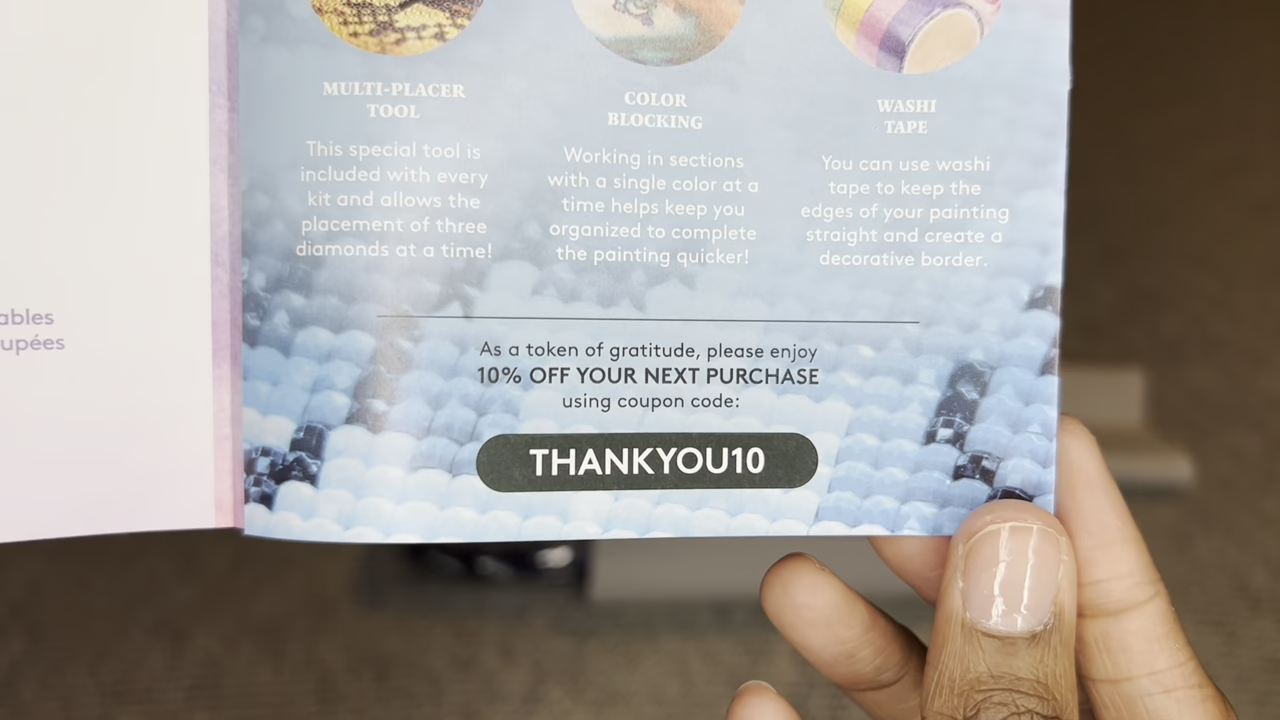 ables
upées
MULTI-PLACER
TOOL
This special tool is
included with every
kit and allows the
placement of three
diamonds at a time!
COLOR
BLOCKING
Working in sections
with a single color at a
time helps keep you
organized to complete
the painting quicker!
WASHI
TAPE
You can use washi
tape to keep the
edges of your painting
straight and create a
decorative border.
As a token of gratitude, please enjoy
10% OFF YOUR NEXT PURCHASE
using coupon code:
THANKYOU10